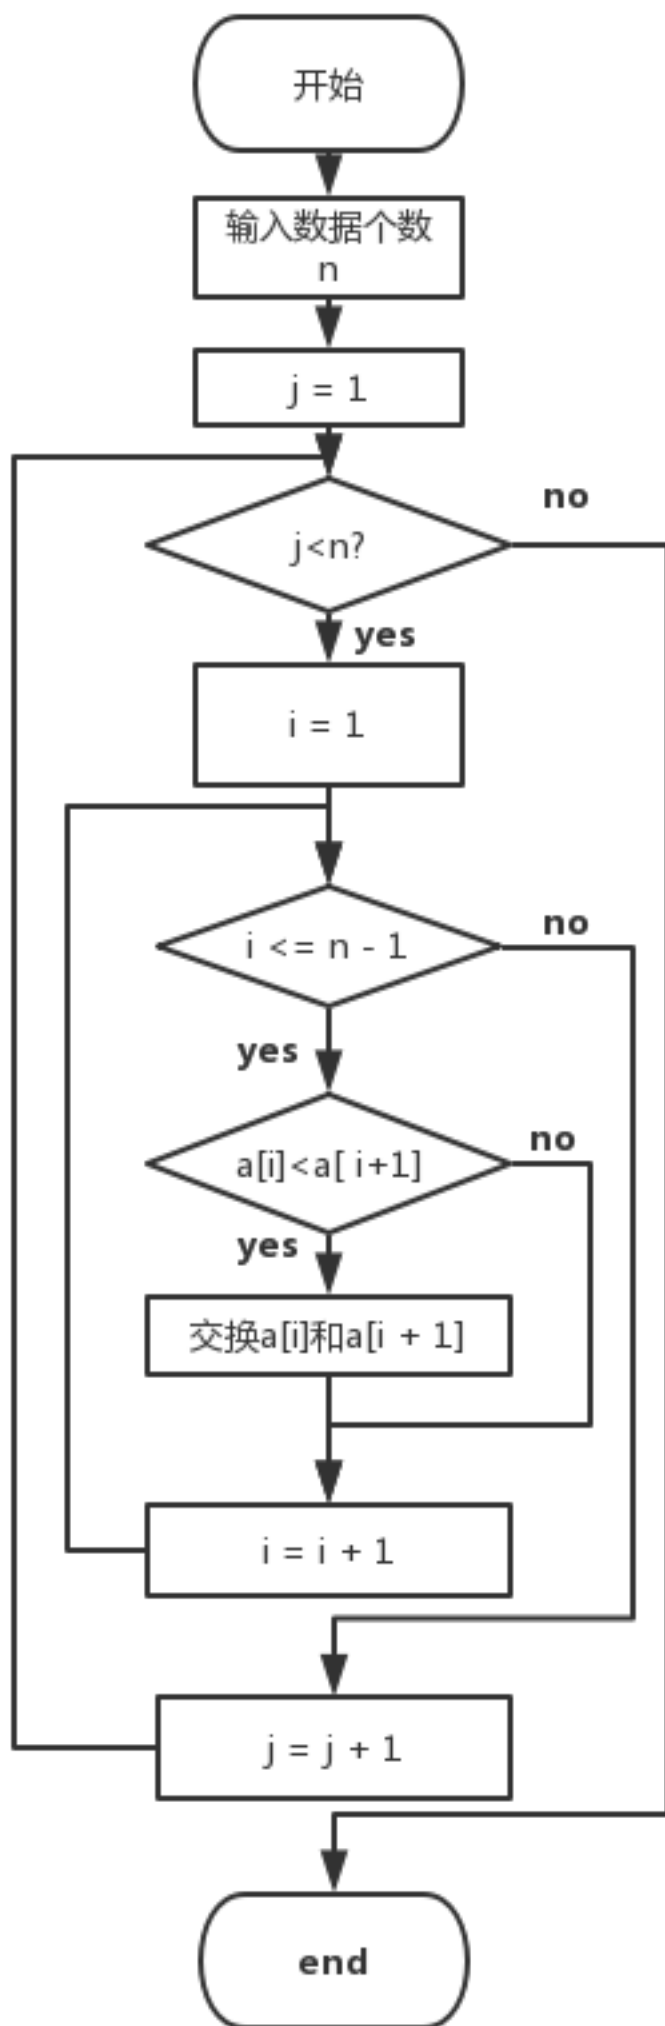 开始
输入数据个数
n
j = 1
no
j<n?
yes
i = 1
no
i <= n - 1
yes
no
a[i]<a[ i+1]
yes
交换a[i]和a[i + 1]
i = i + 1
j = j + 1
end